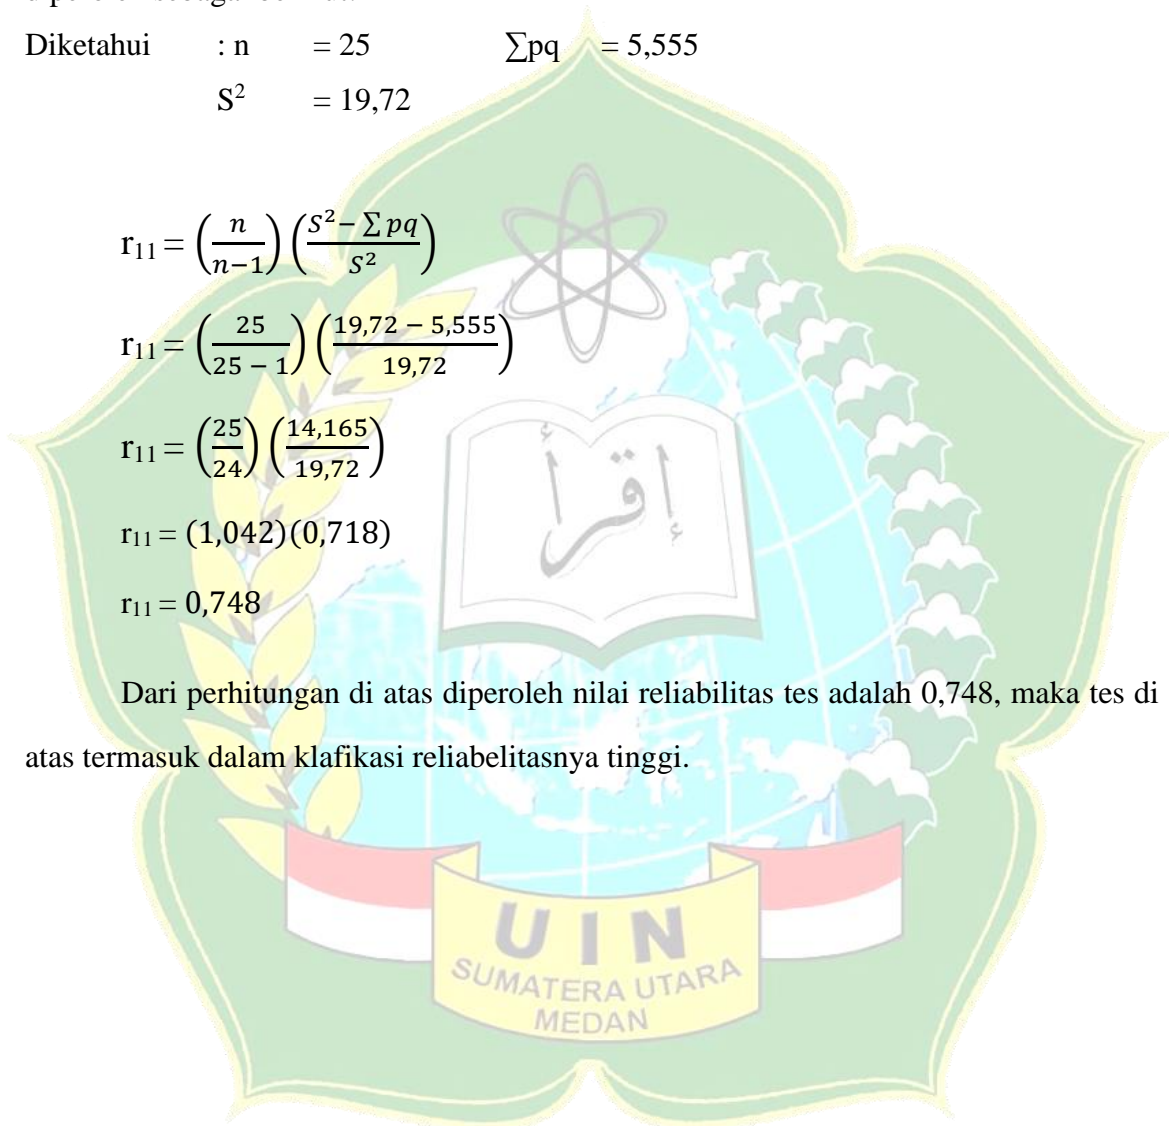 Diketahui : n = 25 ∑pq = 5,555
S² = 19,72
r₁₁ = (n/(n−1)) ((S² − ∑pq)/S²)
r₁₁ = (25/(25 − 1)) ((19,72 − 5,555)/19,72)
r₁₁ = (25/24) (14,165/19,72)
r₁₁ = (1,042)(0,718)
r₁₁ = 0,748
إقرأ
Dari perhitungan di atas diperoleh nilai reliabilitas tes adalah 0,748, maka tes di
atas termasuk dalam klafikasi reliabelitasnya tinggi.
UIN
SUMATERA UTARA
MEDAN